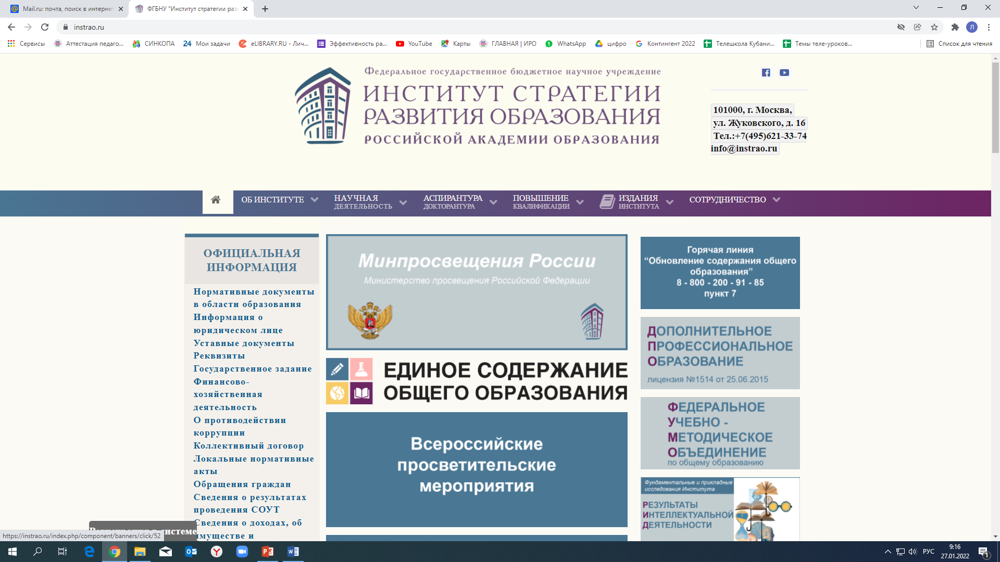 Mail.ru: почта, поиск в интернет
ФГБНУ "Институт стратегии раз
instrao.ru
Л
Сервисы
Аттестация педаго...
СИНКОПА
24 Мои задачи
eLIBRARY.RU - Лич...
Эффективность ра...
YouTube
Карты
ГЛАВНАЯ | ИРО
1 WhatsApp
цифро
Контингент 2022
Телешкола Кубани...
Темы теле-уроков...
Список для чтения
Федеральное государственное бюджетное научное учреждение
ИНСТИТУТ СТРАТЕГИИ
РАЗВИТИЯ ОБРАЗОВАНИЯ
РОССИЙСКОЙ АКАДЕМИИ ОБРАЗОВАНИЯ
101000, г. Москва,
ул. Жуковского, д. 16
Тел.:+7(495)621-33-74
info@instrao.ru
ОБ ИНСТИТУТЕ
НАУЧНАЯ
ДЕЯТЕЛЬНОСТЬ
АСПИРАНТУРА
ДОКТОРАНТУРА
ПОВЫШЕНИЕ
КВАЛИФИКАЦИИ
ИЗДАНИЯ
ИНСТИТУТА
СОТРУДНИЧЕСТВО
ОФИЦИАЛЬНАЯ
ИНФОРМАЦИЯ
Нормативные документы
в области образования
Информация о
юридическом лице
Уставные документы
Реквизиты
Государственное задание
Финансово-
хозяйственная
деятельность
О противодействии
коррупции
Коллективный договор
Локальные нормативные
акты
Обращения граждан
Сведения о результатах
проведения СОУТ
Сведения о доходах, об
имуществе и
системе
https://instrao.ru/index.php/component/banners/click/52
Минпросвещения России
Министерство просвещения Российской Федерации
ЕДИНОЕ СОДЕРЖАНИЕ
ОБЩЕГО ОБРАЗОВАНИЯ
Всероссийские
просветительские
мероприятия
Горячая линия
“Обновление содержания общего
образования”
8 - 800 - 200 - 91 - 85
пункт 7
ДОПОЛНИТЕЛЬНОЕ
ПРОФЕССИОНАЛЬНОЕ
ОБРАЗОВАНИЕ
лицензия №1514 от 25.06.2015
ФЕДЕРАЛЬНОЕ
УЧЕБНО -
МЕТОДИЧЕСКОЕ
ОБЪЕДИНЕНИЕ
по общему образованию
Фундаментальные и прикладные
исследования Института
РЕЗУЛЬТАТЫ
ИНТЕЛЛЕКТУАЛЬНОЙ
ДЕЯТЕЛЬНОСТИ
РУС
9:16
27.01.2022
1